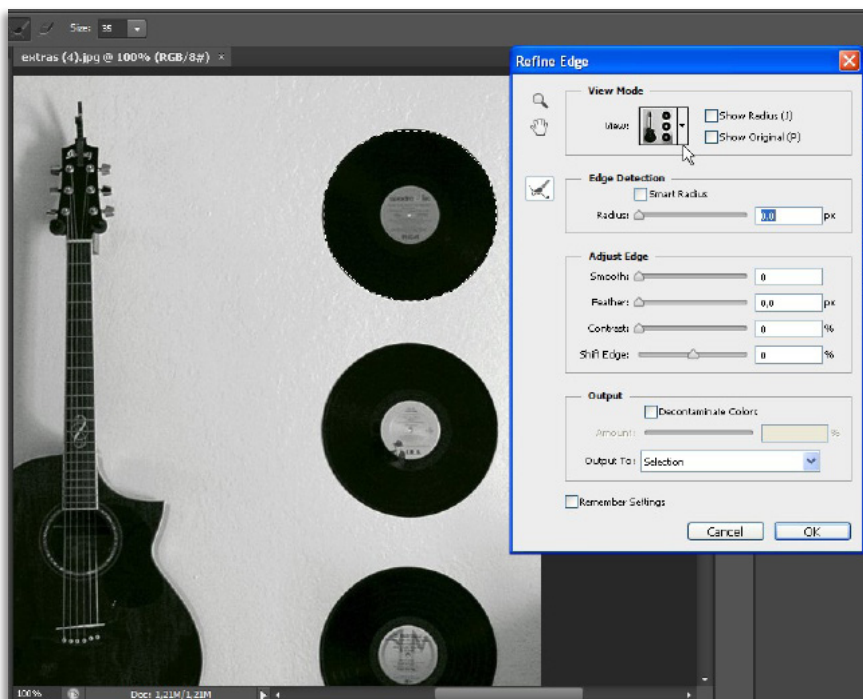 Size: 35
extras (4).jpg @ 100% (RGB/8#) ×
Refine Edge
View Mode
View:
Show Radius (J)
Show Original (P)
Edge Detection
Smart Radius
Radius: 0,0 px
Adjust Edge
Smooth: 0
Feather: 0,0 px
Contrast: 0 %
Shift Edge: 0 %
Output
Decontaminate Colors
Amount: %
Output To: Selection
Remember Settings
Cancel OK
100% Doc: 1,21M/1,21M